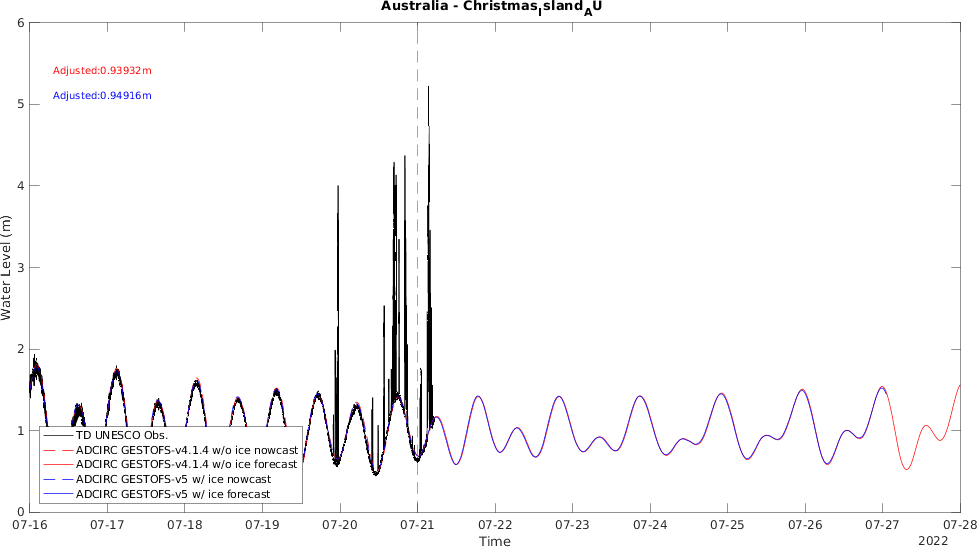 Australia - ChristmasIslandAU
6
Adjusted:0.93932m
Adjusted:0.94916m
5
4
3
2
1
0
Water Level (m)
TD UNESCO Obs.
ADCIRC GESTOFS-v4.1.4 w/o ice nowcast
ADCIRC GESTOFS-v4.1.4 w/o ice forecast
ADCIRC GESTOFS-v5 w/ ice nowcast
ADCIRC GESTOFS-v5 w/ ice forecast
07-16 07-17 07-18 07-19 07-20 07-21 07-22 07-23 07-24 07-25 07-26 07-27 07-28
Time
2022